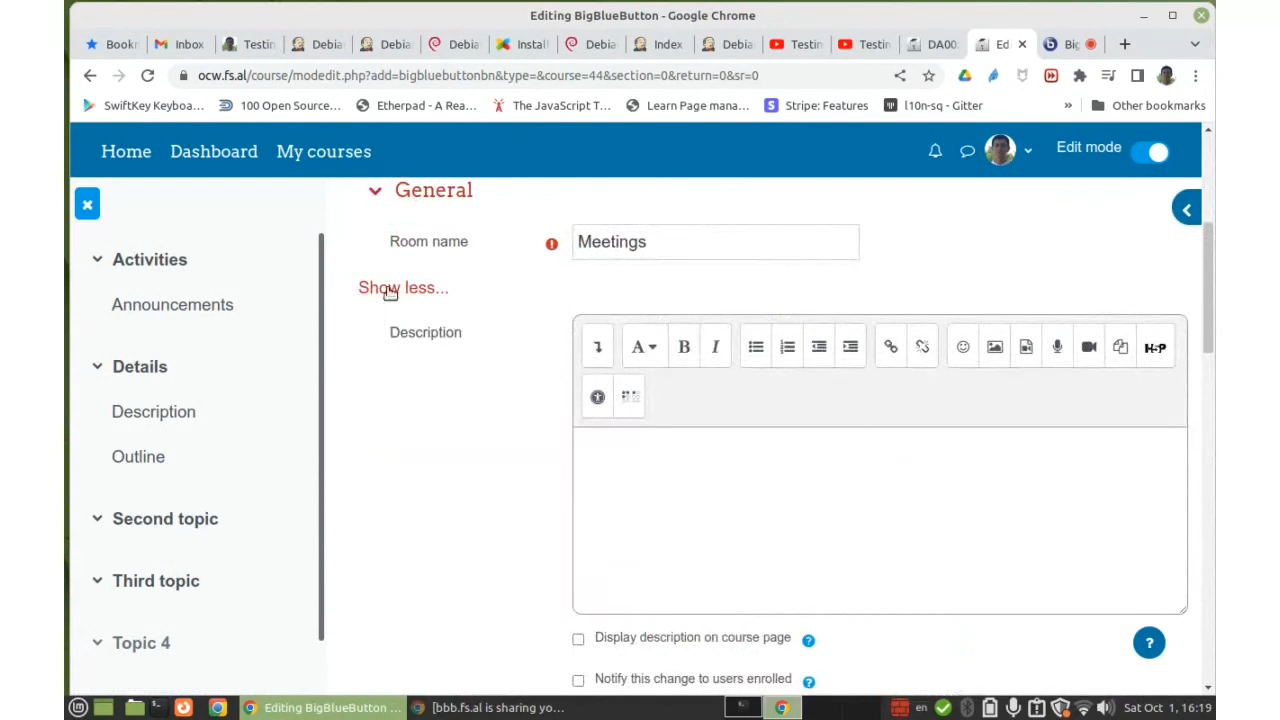 Editing BigBlueButton - Google Chrome
Bookr
Inbox
Testin
Debia
Debia
Debia
Instal
Debia
Index
Debia
Testin
Testin
DA00
Ed
Big
ocw.fs.al/course/modedit.php?add=bigbluebuttonbn&type=&course=44&section=0&return=0&sr=0
SwiftKey Keyboa...
100 Open Source...
Etherpad - A Rea...
The JavaScript T...
Learn Page mana...
Stripe: Features
l10n-sq - Gitter
»
Other bookmarks
Home
Dashboard
My courses
Edit mode
Activities
Announcements
Details
Description
Outline
Second topic
Third topic
Topic 4
General
Room name
Meetings
Show less...
Description
A
B
I
H-P
Display description on course page
Notify this change to users enrolled
Editing BigBlueButton ...
[bbb.fs.al is sharing yo...
en
Sat Oct 1, 16:19